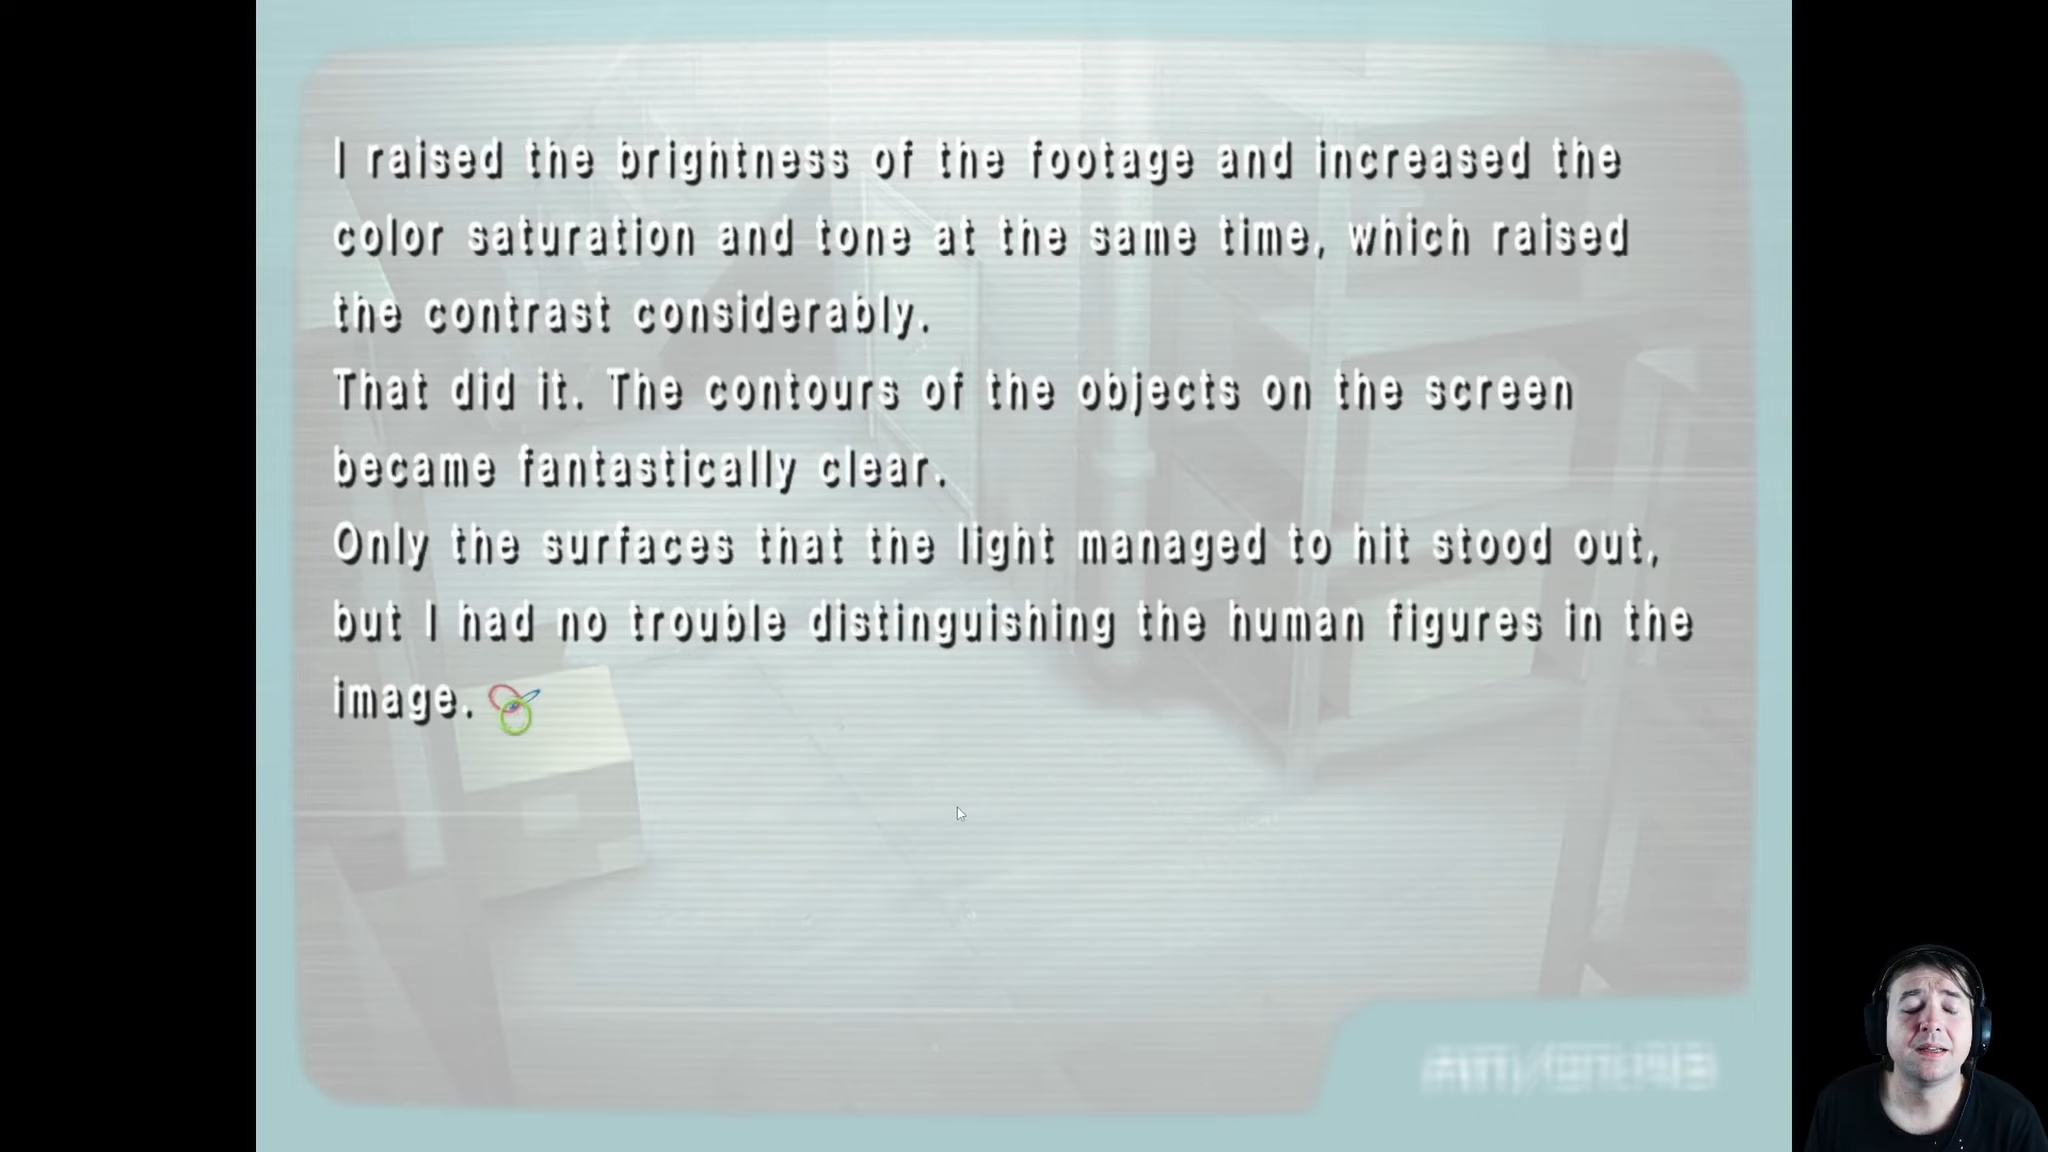 I raised the brightness of the footage and increased the
color saturation and tone at the same time, which raised
the contrast considerably.
That did it. The contours of the objects on the screen
became fantastically clear.
Only the surfaces that the light managed to hit stood out,
but I had no trouble distinguishing the human figures in the
image.